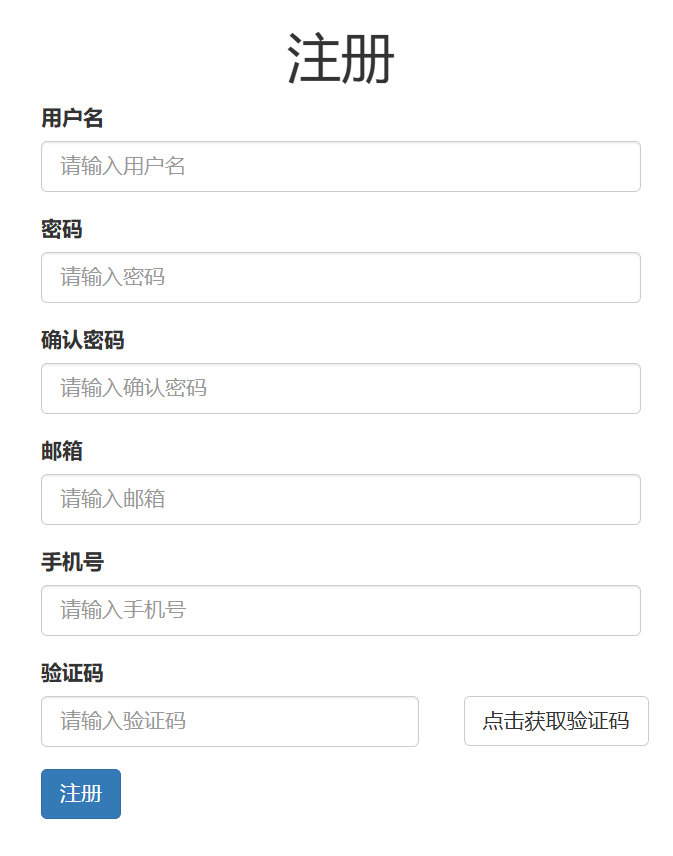 注册
用户名
请输入用户名
密码
请输入密码
确认密码
请输入确认密码
邮箱
请输入邮箱
手机号
请输入手机号
验证码
请输入验证码 点击获取验证码
注册